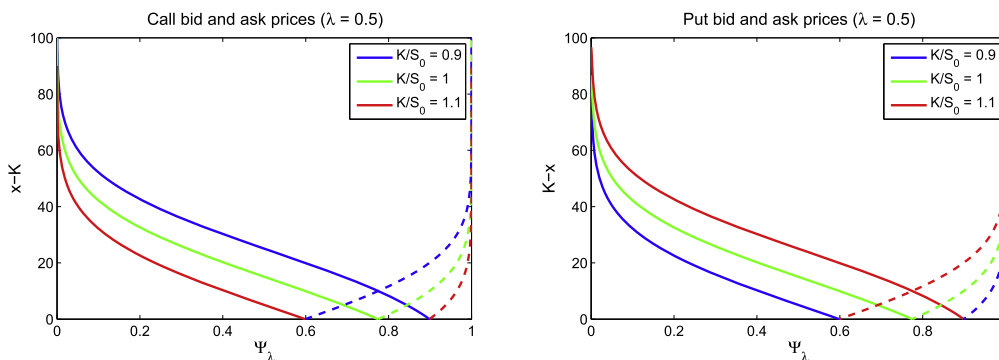 Call bid and ask prices (λ = 0.5)
100
80
60
40
20
0
x−K
0
0.2
0.4
0.6
0.8
1
Ψλ
K/S0 = 0.9
K/S0 = 1
K/S0 = 1.1
Put bid and ask prices (λ = 0.5)
100
80
60
40
20
0
K−x
0
0.2
0.4
0.6
0.8
Ψλ
K/S0 = 0.9
K/S0 = 1
K/S0 = 1.1